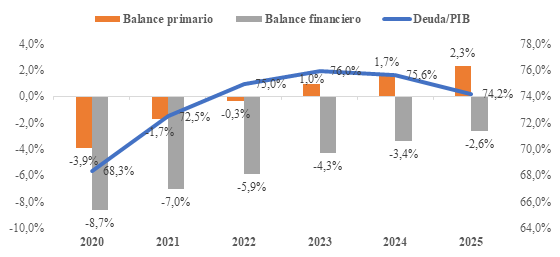 Balance primario Balance financiero Deuda/PIB
4,0% 78,0%
2,0% 76,0%
0,0% 74,0%
-2,0% 72,0%
-4,0% 70,0%
-6,0% 68,0%
-8,0% 66,0%
-10,0% 64,0%
-3,9% -1,7% -0,3% 1,0% 1,7% 2,3%
-8,7% -7,0% -5,9% -4,3% -3,4% -2,6%
68,3% 72,5% 75,0% 76,0% 75,6% 74,2%
2020 2021 2022 2023 2024 2025